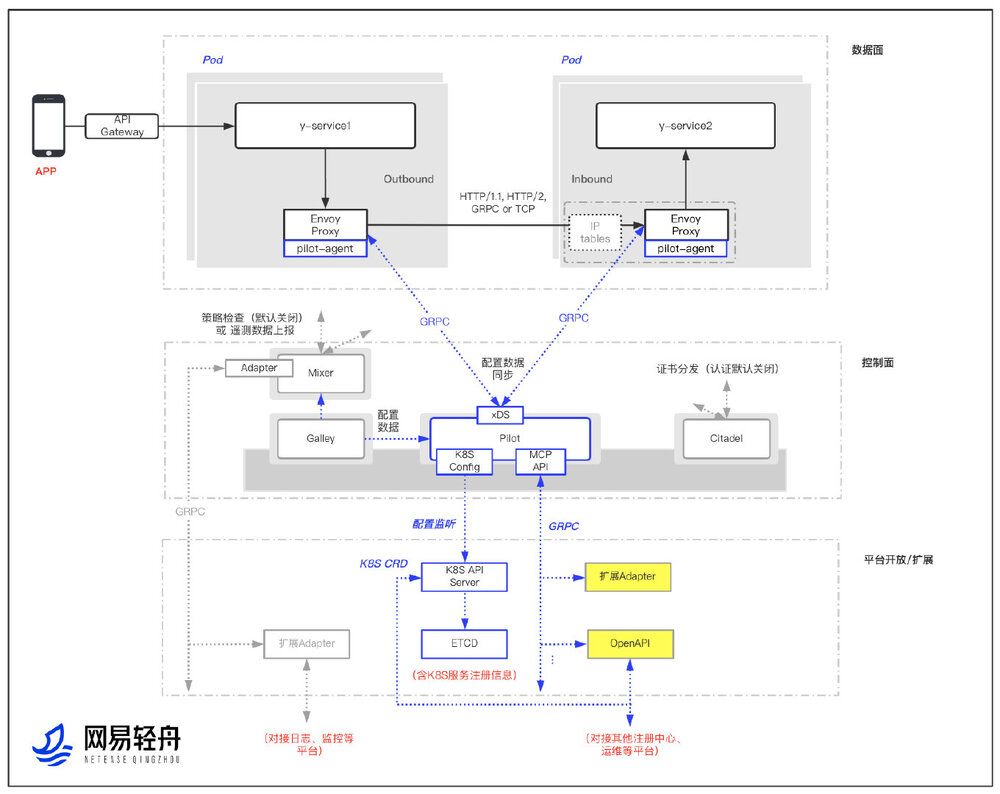 数据面
Pod
Pod
API
Gateway
y-service1
y-service2
APP
Outbound
Inbound
HTTP/1.1, HTTP/2,
GRPC or TCP
Envoy
Proxy
pilot-agent
IP
tables
Envoy
Proxy
pilot-agent
GRPC
GRPC
策略检查（默认关闭）
或 遥测数据上报
控制面
配置数据
同步
证书分发（认证默认关闭）
Adapter
Mixer
xDS
配置
数据
Galley
Pilot
Citadel
K8S
Config
MCP
API
GRPC
配置监听
GRPC
平台开放/扩展
K8S CRD
K8S API
Server
扩展Adapter
扩展Adapter
ETCD
OpenAPI
...
（含K8S服务注册信息）
（对接日志、监控等
平台）
（对接其他注册中心、
运维等平台）
网易轻舟
NETEASE QINGZHOU